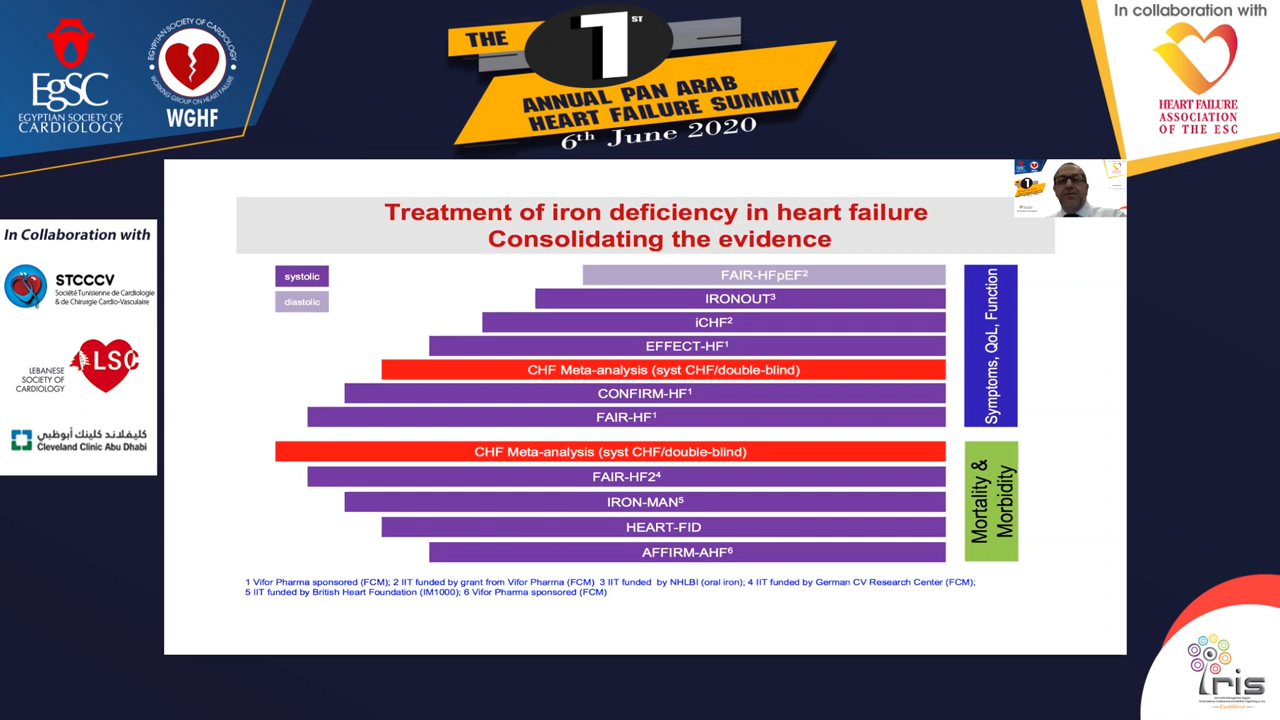 EgSC
EGYPTIAN SOCIETY OF
CARDIOLOGY
EGYPTIAN SOCIETY OF CARDIOLOGY
WORKING GROUP ON HEART FAILURE
WGHF
THE
1ST
ANNUAL PAN ARAB
HEART FAILURE SUMMIT
6th June 2020
In collaboration with
HEART FAILURE
ASSOCIATION
OF THE ESC
In Collaboration with
STCCCV
Société Tunisienne de Cardiologie
& de Chirurgie Cardio-Vasculaire
LSC
LEBANESE
SOCIETY OF
CARDIOLOGY
كليفلاند كلينك أبوظبي
Cleveland Clinic Abu Dhabi
Treatment of iron deficiency in heart failure
Consolidating the evidence
systolic
diastolic
FAIR-HFpEF²
IRONOUT³
iCHF²
EFFECT-HF¹
CHF Meta-analysis (syst CHF/double-blind)
CONFIRM-HF¹
FAIR-HF¹
Symptoms, QoL, Function
CHF Meta-analysis (syst CHF/double-blind)
FAIR-HF2⁴
IRON-MAN⁵
HEART-FID
AFFIRM-AHF⁶
Mortality &
Morbidity
1 Vifor Pharma sponsored (FCM); 2 IIT funded by grant from Vifor Pharma (FCM) 3 IIT funded by NHLBI (oral iron); 4 IIT funded by German CV Research Center (FCM);
5 IIT funded by British Heart Foundation (IM1000); 6 Vifor Pharma sponsored (FCM)
iris